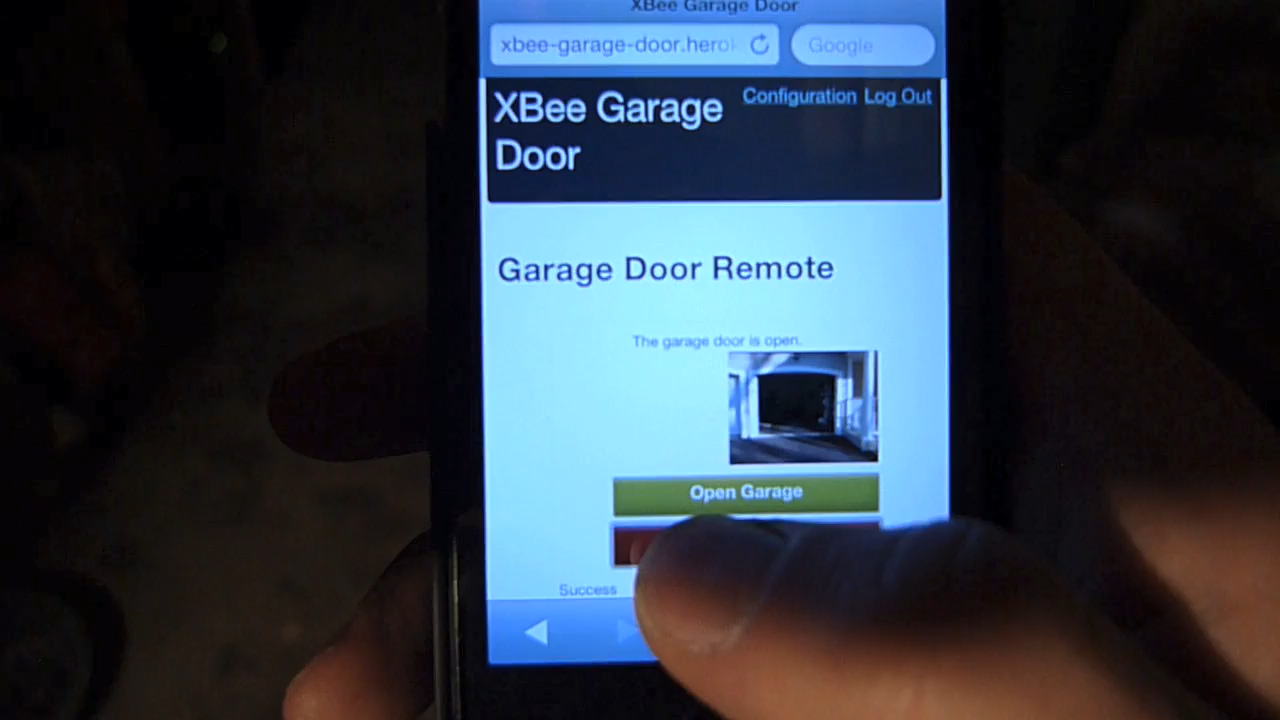 XBee Garage Door
xbee-garage-door.herok
Google
XBee Garage
Door
Configuration Log Out
Garage Door Remote
The garage door is open.
Open Garage
Success